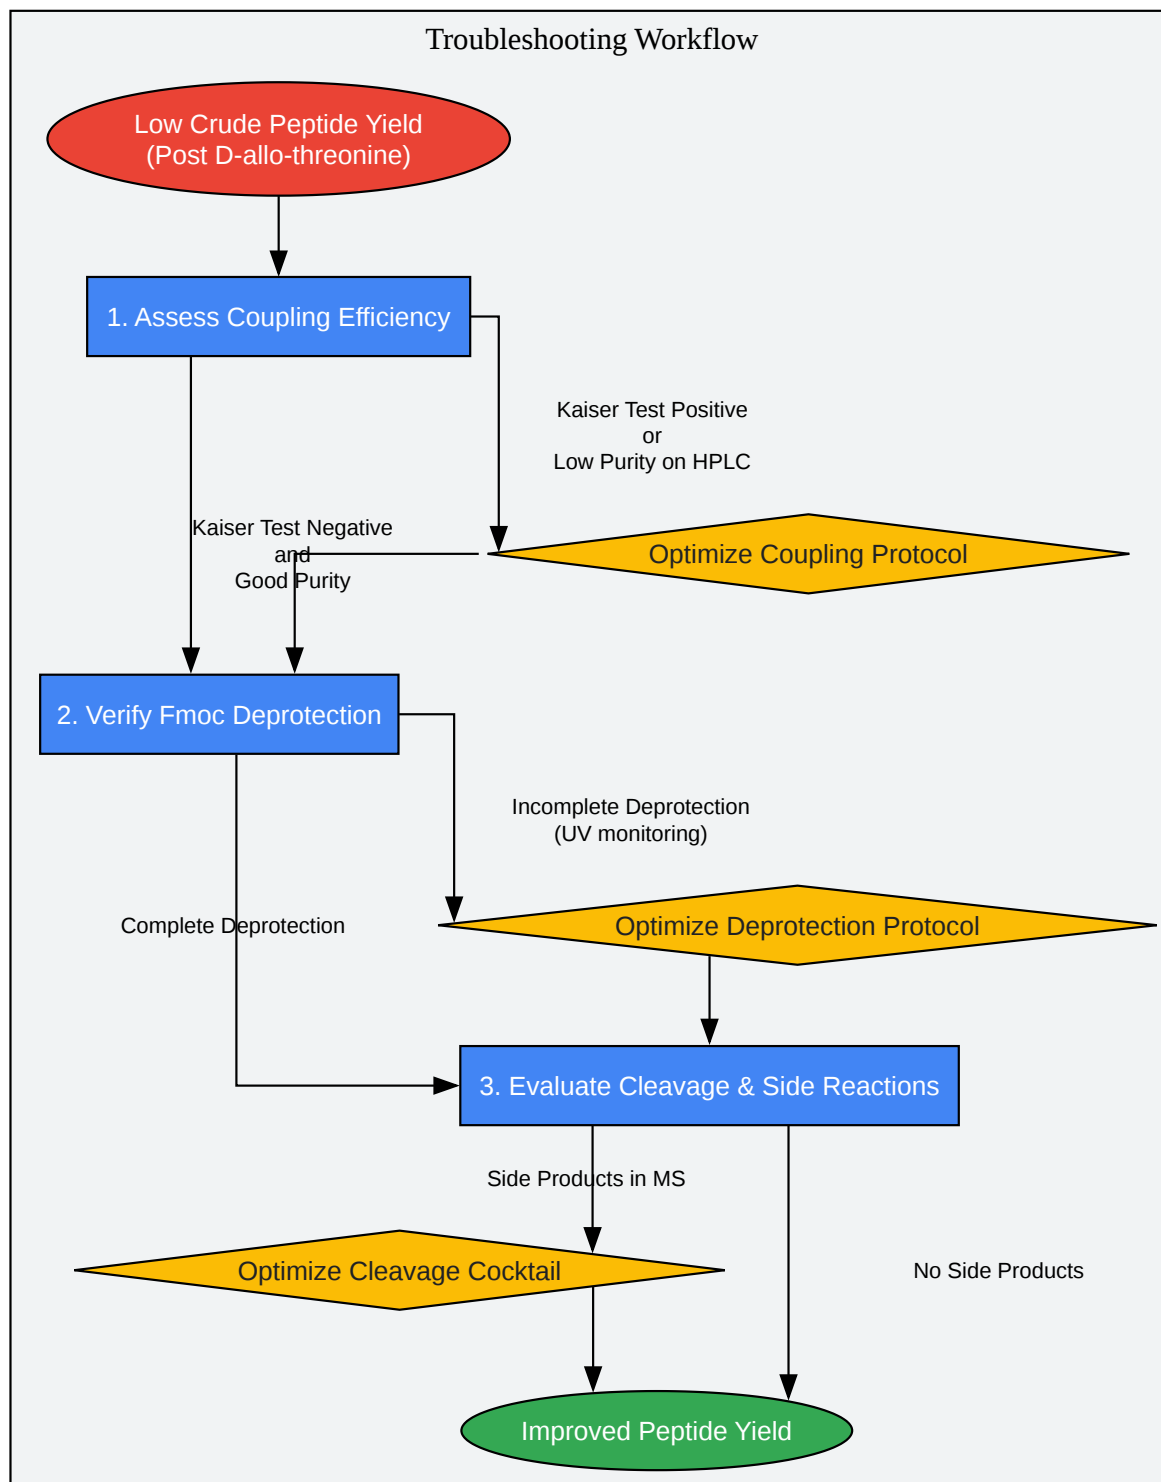 Troubleshooting Workflow
Low Crude Peptide Yield
(Post D-allo-threonine)
1. Assess Coupling Efficiency
Kaiser Test Positive
or
Low Purity on HPLC
Kaiser Test Negative
and
Good Purity
Optimize Coupling Protocol
2. Verify Fmoc Deprotection
Incomplete Deprotection
(UV monitoring)
Complete Deprotection
Optimize Deprotection Protocol
3. Evaluate Cleavage & Side Reactions
Side Products in MS
Optimize Cleavage Cocktail
No Side Products
Improved Peptide Yield